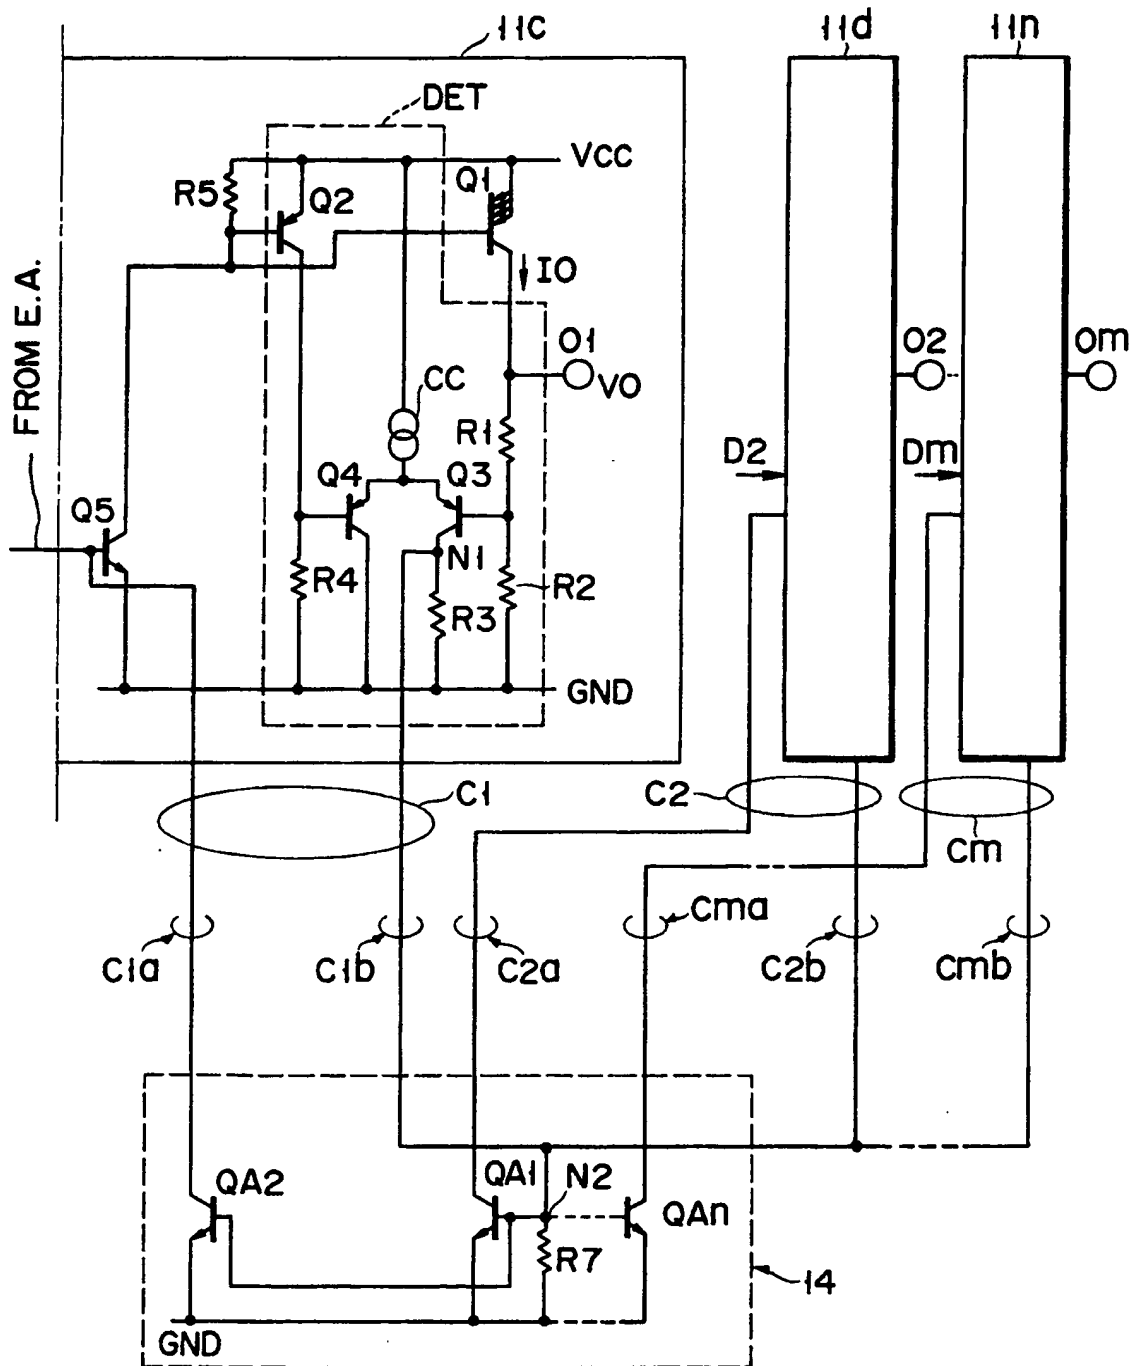 11c
11d
11n
DET
VCC
R5
Q2
Q1
IO
FROM E.A.
O1
VO
O2
Om
CC
R1
D2
Dm
Q4
Q3
Q5
N1
R4
R3
R2
GND
C1
C2
Cm
Cma
C1a
C1b
C2a
C2b
Cmb
QA2
QA1
N2
QAn
R7
14
GND